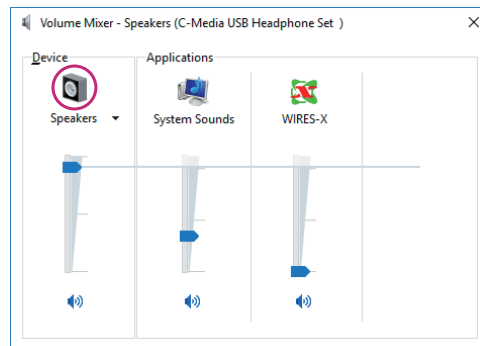 Volume Mixer - Speakers (C-Media USB Headphone Set )
Device
Applications
Speakers
System Sounds
WIRES-X